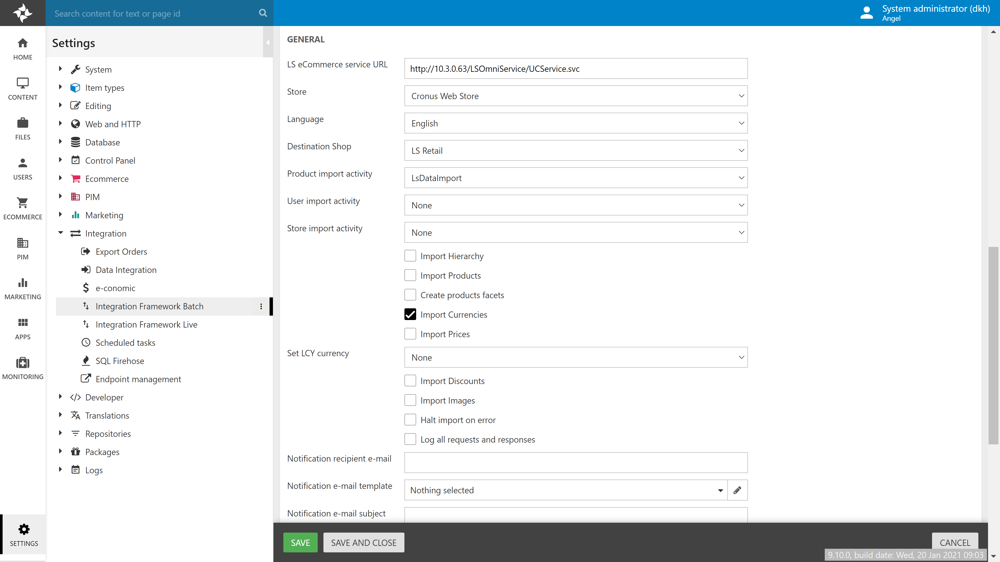 Search content for text or page id
System administrator (dkh)
Angel
HOME
CONTENT
FILES
USERS
ECOMMERCE
PIM
MARKETING
APPS
MONITORING
SETTINGS
Settings
System
Item types
Editing
Web and HTTP
Database
Control Panel
Ecommerce
PIM
Marketing
Integration
Export Orders
Data Integration
e-conomic
Integration Framework Batch
Integration Framework Live
Scheduled tasks
SQL Firehose
Endpoint management
Developer
Translations
Repositories
Packages
Logs
GENERAL
LS eCommerce service URL
http://10.3.0.63/LSOmniService/UCService.svc
Store
Cronus Web Store
Language
English
Destination Shop
LS Retail
Product import activity
LsDataImport
User import activity
None
Store import activity
None
Import Hierarchy
Import Products
Create products facets
Import Currencies
Import Prices
Set LCY currency
None
Import Discounts
Import Images
Halt import on error
Log all requests and responses
Notification recipient e-mail
Notification e-mail template
Nothing selected
Notification e-mail subject
SAVE
SAVE AND CLOSE
CANCEL
9.10.0, build date: Wed, 20 Jan 2021 09:03